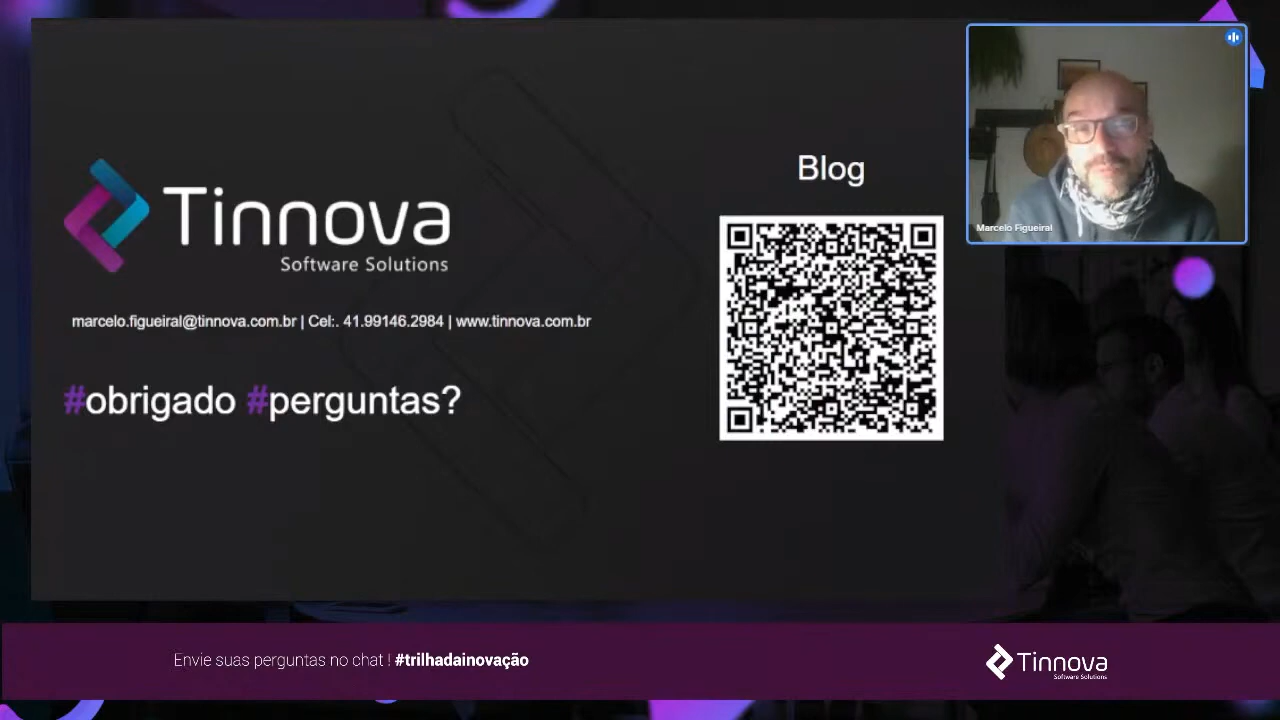 Blog
Tinnova
Software Solutions
marcelo.figueiral@tinnova.com.br | Cel:. 41.99146.2984 | www.tinnova.com.br
#obrigado #perguntas?
Marcelo Figueiral
Envie suas perguntas no chat ! #trilhadainovação
Tinnova
Software Solutions